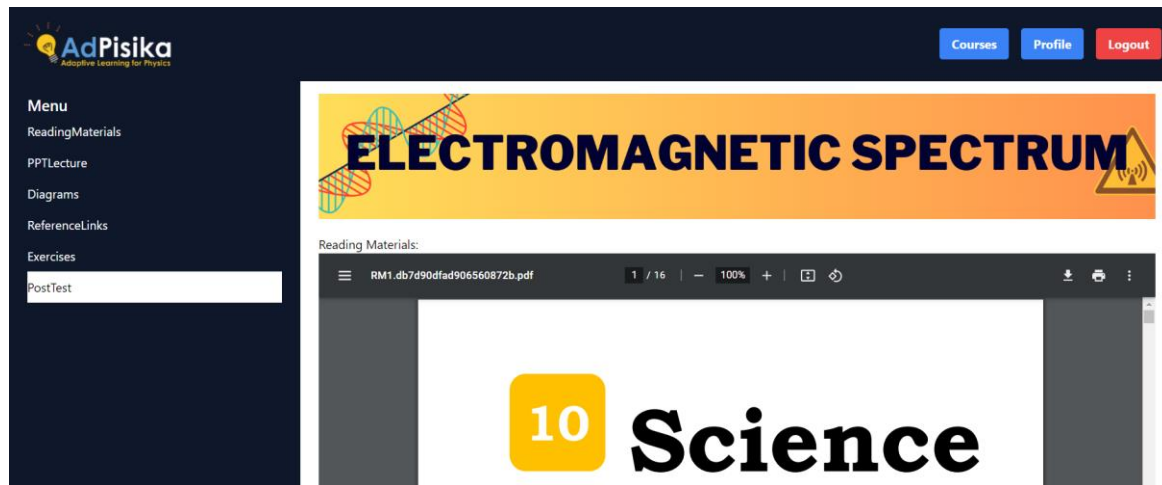 AdPisika
Adaptive Learning for Physics
Courses
Profile
Logout
Menu
ReadingMaterials
PPTLecture
Diagrams
ReferenceLinks
Exercises
PostTest
ELECTROMAGNETIC SPECTRUM
Reading Materials:
RM1.db7d90dfad906560872b.pdf 1 / 16 | — 100% + |
10 Science